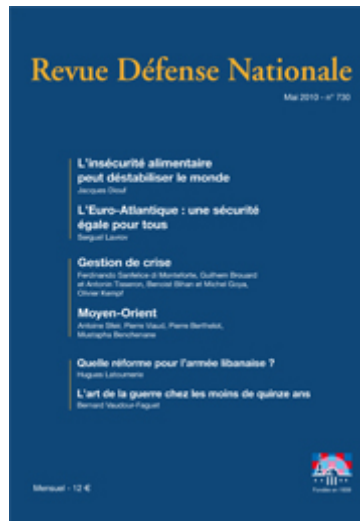 Revue Défense Nationale
Mai 2010 - n° 730
L'insécurité alimentaire
peut déstabiliser le monde
Jacques Diouf
L'Euro-Atlantique : une sécurité
égale pour tous
Sergueï Lavrov
Gestion de crise
Ferdinando Sanfelice di Monteforte, Guilhem Brouard
et Antonin Tisseron, Benoist Bihan et Michel Goya,
Olivier Kempf
Moyen-Orient
Antoine Sfeir, Pierre Viaud, Pierre Berthelot,
Mustapha Benchenane
Quelle réforme pour l'armée libanaise ?
Hugues Letournerie
L'art de la guerre chez les moins de quinze ans
Bernard Vaudour-Faguet
Mensuel - 12 €
Fondée en 1939